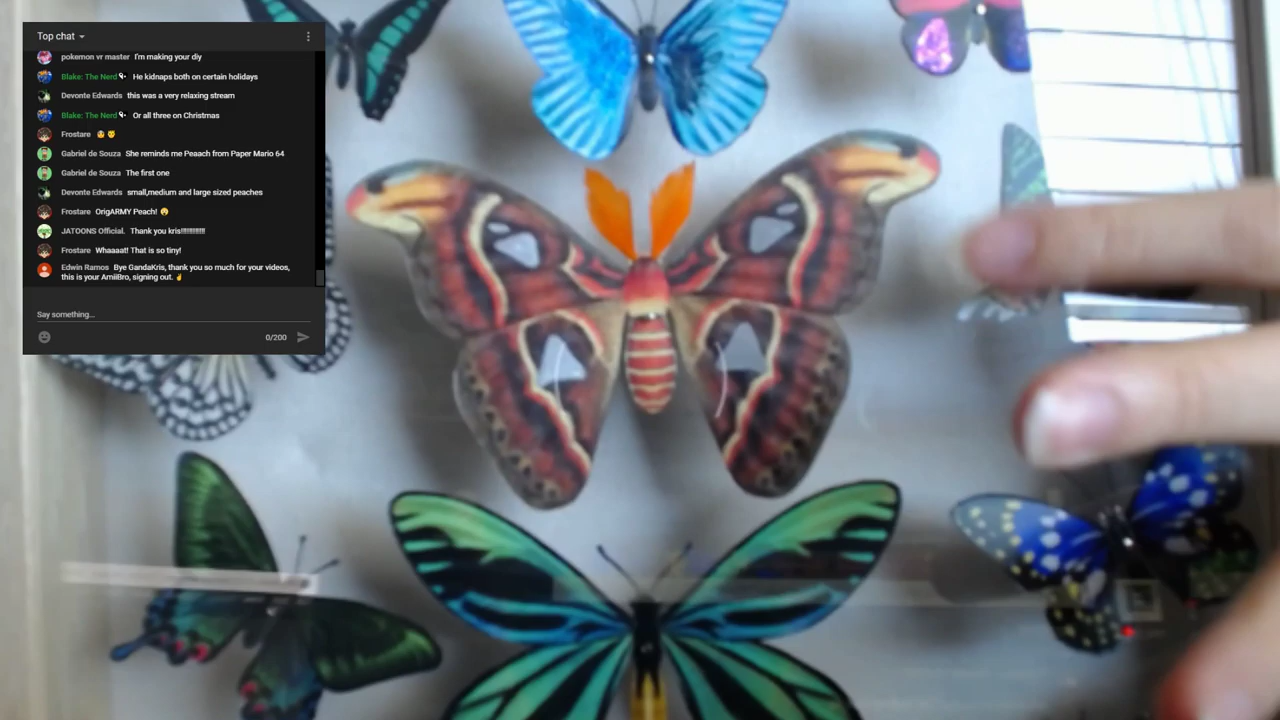 Top chat
pokemon vr master I'm making your diy
Blake: The Nerd He kidnaps both on certain holidays
Devonte Edwards this was a very relaxing stream
Blake: The Nerd Or all three on Christmas
Frostare
Gabriel de Souza She reminds me Peaach from Paper Mario 64
Gabriel de Souza The first one
Devonte Edwards small,medium and large sized peaches
Frostare OrigARMY Peach! 😮
JATOONS Official. Thank you kris!!!!!!!!!!!!!
Frostare Whaaaat! That is so tiny!
Edwin Ramos Bye GandaKris, thank you so much for your videos,
this is your AmiiBro, signing out. ✌
Say something...
0/200